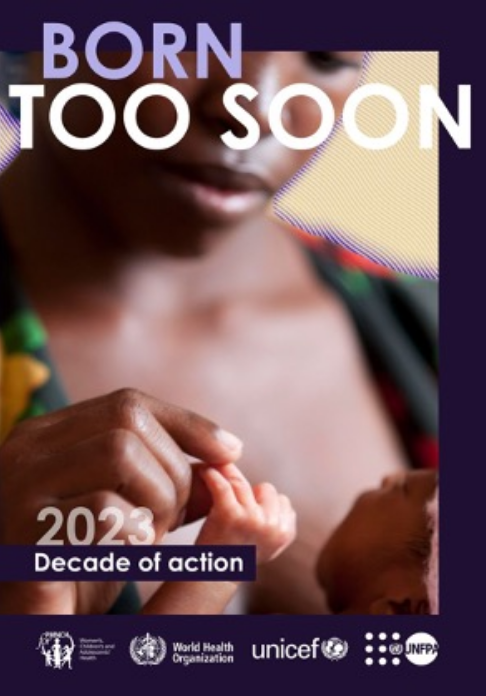 BORN
TOO SOON
2023
Decade of action
PMNCH
Women's,
Children's and
Adolescents'
Health
World Health
Organization
unicef
UNFPA